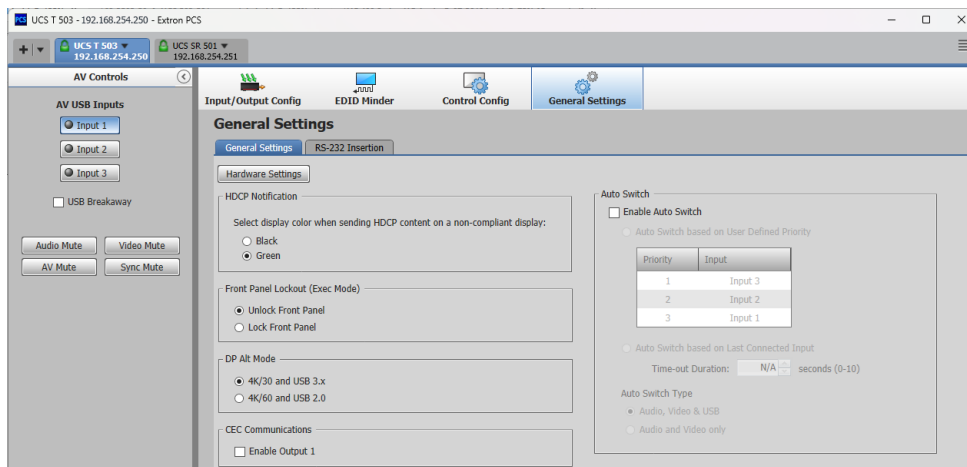 PCS UCS T 503 - 192.168.254.250 - Extron PCS
UCS T 503
192.168.254.250
UCS SR 501
192.168.254.251
AV Controls
AV USB Inputs
Input 1
Input 2
Input 3
USB Breakaway
Audio Mute
Video Mute
AV Mute
Sync Mute
Input/Output Config
EDID Minder
Control Config
General Settings
General Settings
General Settings
RS-232 Insertion
Hardware Settings
HDCP Notification
Select display color when sending HDCP content on a non-compliant display:
Black
Green
Front Panel Lockout (Exec Mode)
Unlock Front Panel
Lock Front Panel
DP Alt Mode
4K/30 and USB 3.x
4K/60 and USB 2.0
CEC Communications
Enable Output 1
Auto Switch
Enable Auto Switch
Auto Switch based on User Defined Priority
Priority Input
1 Input 3
2 Input 2
3 Input 1
Auto Switch based on Last Connected Input
Time-out Duration: N/A seconds (0-10)
Auto Switch Type
Audio, Video & USB
Audio and Video only